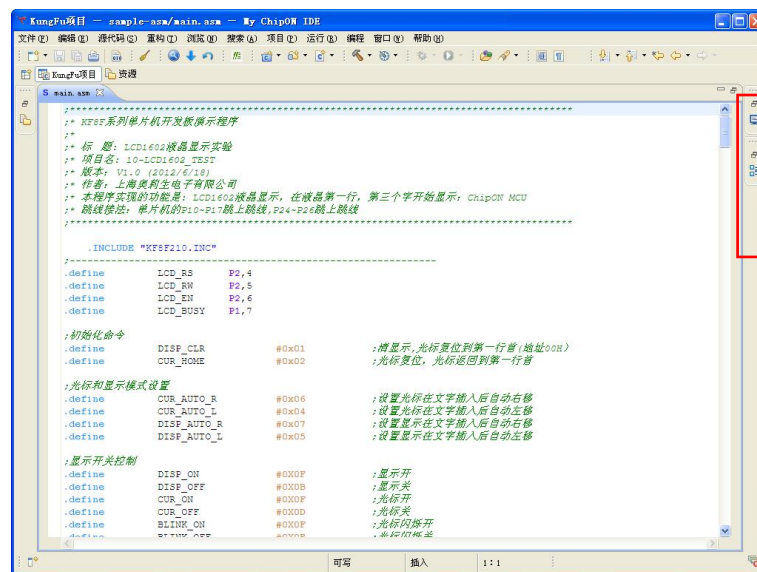 KungFu项目 — sample-asm/main.asm — My ChipON IDE
文件(F) 编辑(E) 源代码(S) 重构(T) 浏览(N) 搜索(A) 项目(P) 运行(R) 编程 窗口(W) 帮助(H)
KungFu项目 资源
S main.asm
;*******************************************************************************
;* KF8F系列单片机开发板演示程序
;*
;* 标 题: LCD1602液晶显示实验
;* 项目名: 10-LCD1602_TEST
;* 版本: V1.0 (2012/6/18)
;* 作者: 上海奥利生电子有限公司
;* 本程序实现的功能是: LCD1602液晶显示, 在液晶第一行, 第三个字开始显示: ChipON MCU
;* 跳线接法: 单片机的P10~P17跳上跳线,P24~P26跳上跳线
;*******************************************************************************
.INCLUDE "KF8F210.INC"
;-----------------------------------------------------------
.define LCD_RS P2,4
.define LCD_RW P2,5
.define LCD_EN P2,6
.define LCD_BUSY P1,7
;初始化命令
.define DISP_CLR #0x01 ;清显示,光标复位到第一行首(地址00H)
.define CUR_HOME #0x02 ;光标复位, 光标返回到第一行首
;光标和显示模式设置
.define CUR_AUTO_R #0x06 ;设置光标在文字插入后自动右移
.define CUR_AUTO_L #0x04 ;设置光标在文字插入后自动左移
.define DISP_AUTO_R #0x07 ;设置显示在文字插入后自动右移
.define DISP_AUTO_L #0x05 ;设置显示在文字插入后自动左移
;显示开关控制
.define DISP_ON #0X0F ;显示开
.define DISP_OFF #0X0B ;显示关
.define CUR_ON #0X0F ;光标开
.define CUR_OFF #0X0D ;光标关
.define BLINK_ON #0X0F ;光标闪烁开
.define BLINK_OFF #0X0E ;光标闪烁关
可写 插入 1:1